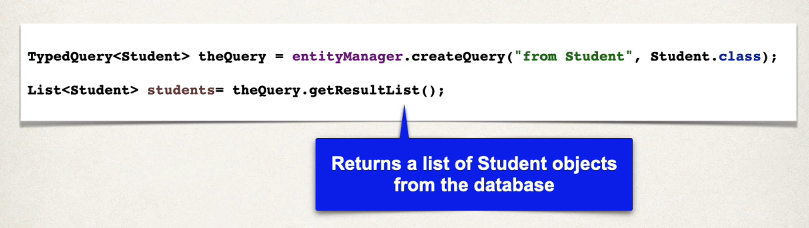 TypedQuery<Student> theQuery = entityManager.createQuery("from Student", Student.class);
List<Student> students= theQuery.getResultList();
Returns a list of Student objects
from the database